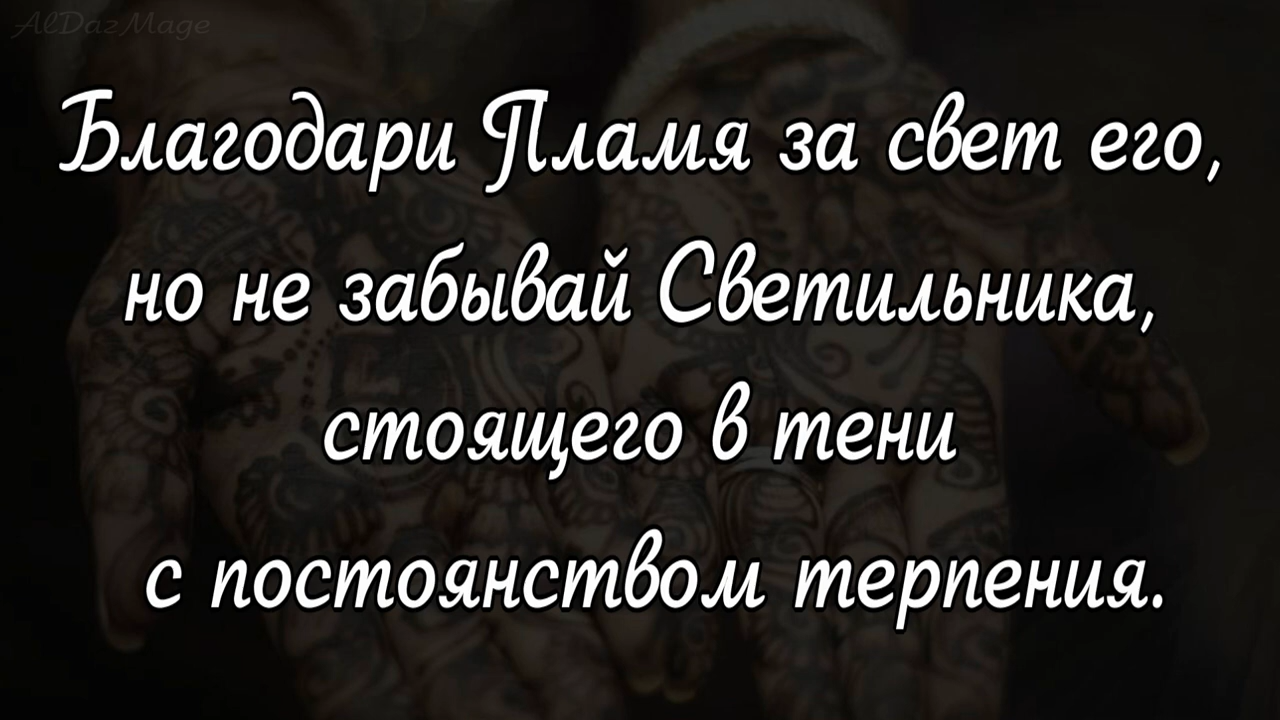 AlDazMage
Благодари Пламя за свет его,
но не забывай Светильника,
стоящего в тени
с постоянством терпения.